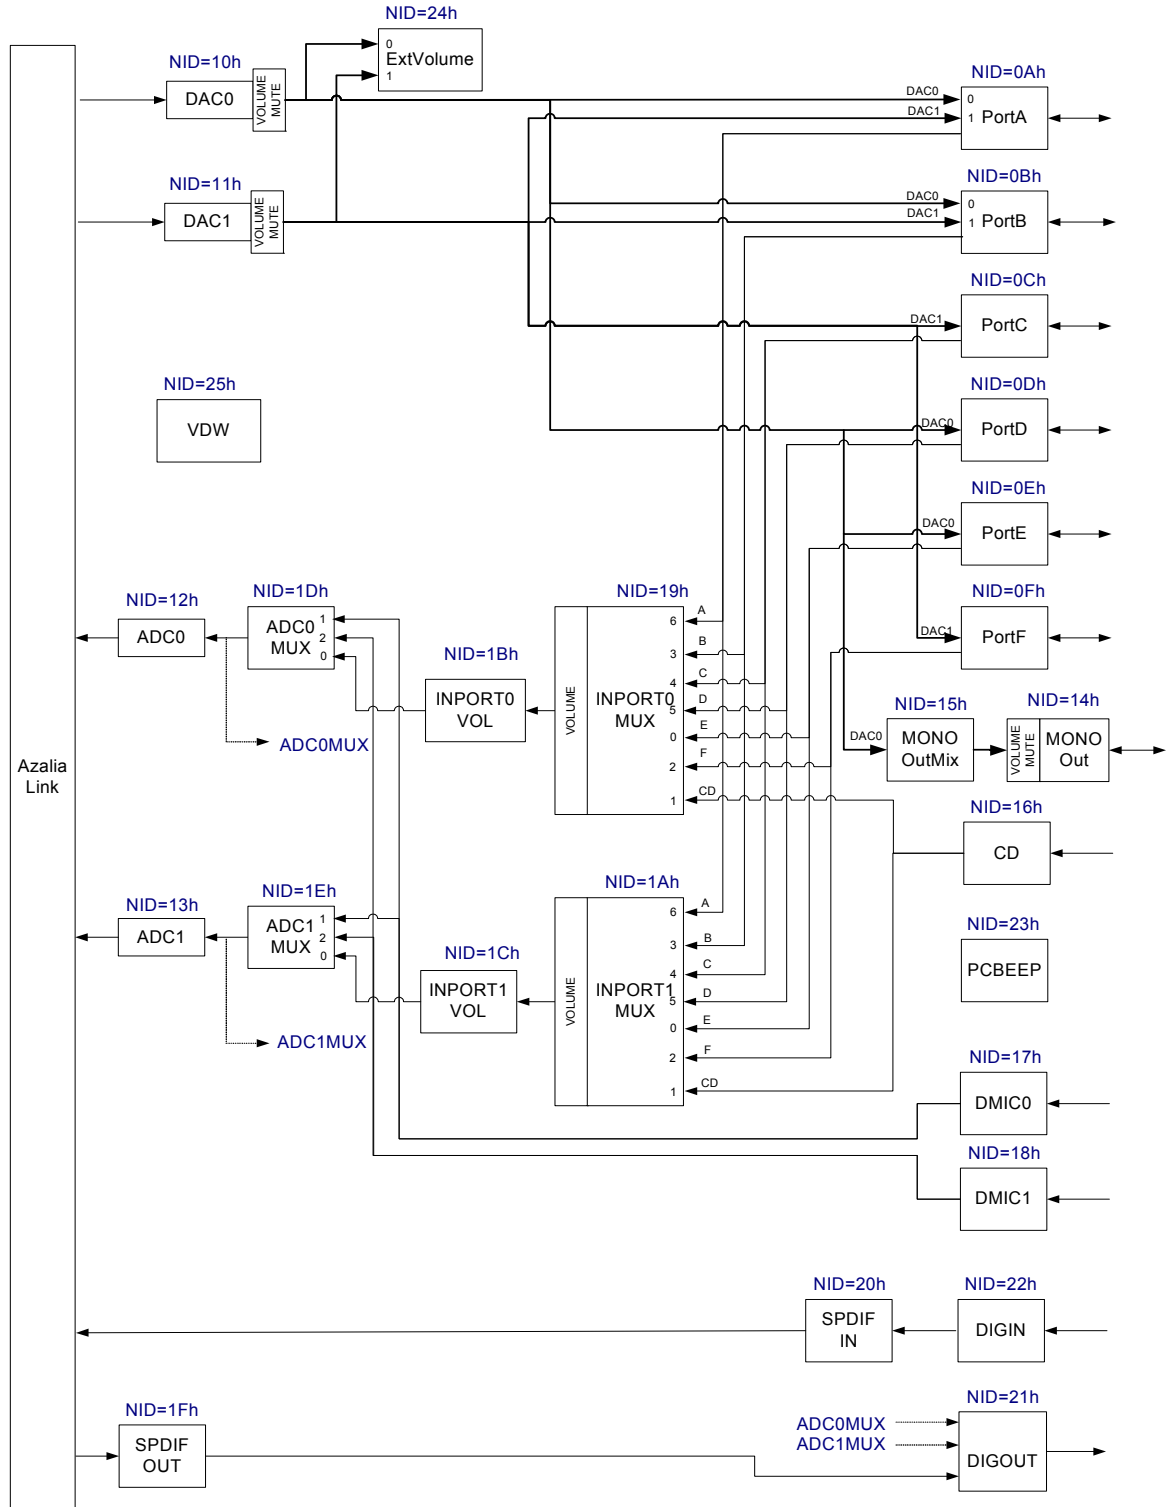 NID=24h
0
ExtVolume
1
NID=10h
DAC0
VOLUME
MUTE
NID=0Ah
DAC0
0
DAC1
1
PortA
NID=11h
DAC1
VOLUME
MUTE
NID=0Bh
DAC0
0
DAC1
1
PortB
NID=0Ch
DAC1
PortC
NID=25h
VDW
NID=0Dh
DAC0
PortD
NID=0Eh
DAC0
PortE
NID=0Fh
DAC1
PortF
NID=12h
ADC0
NID=1Dh
ADC0
MUX
1
2
0
ADC0MUX
NID=1Bh
INPORT0
VOL
NID=19h
VOLUME
INPORT0
MUX
A
6
B
3
C
4
D
5
E
0
F
2
CD
1
NID=15h
DAC0
MONO
OutMix
NID=14h
VOLUME
MUTE
MONO
Out
Azalia
Link
NID=16h
CD
NID=13h
ADC1
NID=1Eh
ADC1
MUX
1
2
0
ADC1MUX
NID=1Ch
INPORT1
VOL
NID=1Ah
VOLUME
INPORT1
MUX
A
6
B
3
C
4
D
5
E
0
F
2
CD
1
NID=23h
PCBEEP
NID=17h
DMIC0
NID=18h
DMIC1
NID=20h
SPDIF
IN
NID=22h
DIGIN
NID=1Fh
SPDIF
OUT
NID=21h
ADC0MUX
ADC1MUX
DIGOUT